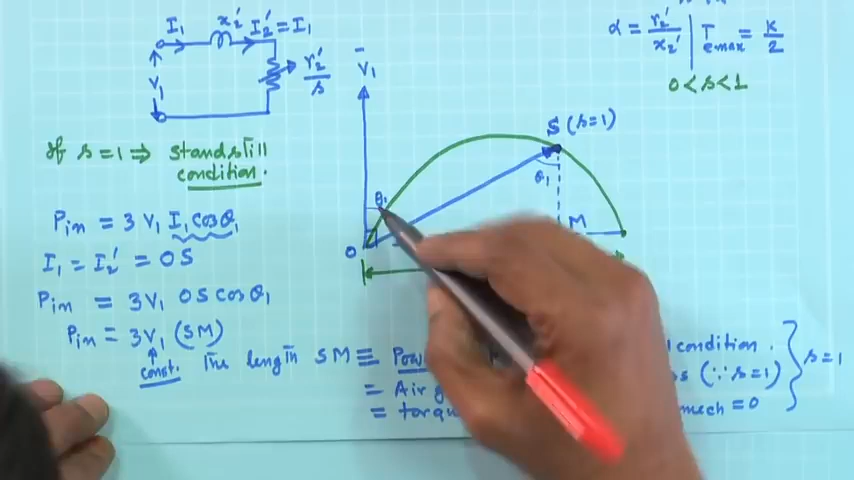 I₁ x₂′ I₂′ = I₁
V₁
r₂′/s
V̄₁
α = r₂′/x₂′ | Tₑₘₐₓ = K/2
0 < s < 1
If s = 1 ⇒ standstill
condition.
S (s=1)
θ₁
θ₁
O
M
Pin = 3 V₁ I₁ cosθ₁
I₁ = I₂′ = OS
Pin = 3V₁ OS cosθ₁
Pin = 3V₁ (SM)
const.
The length SM ≡
condition.
= Air
(∵ s=1)
s=1
=
mech = 0